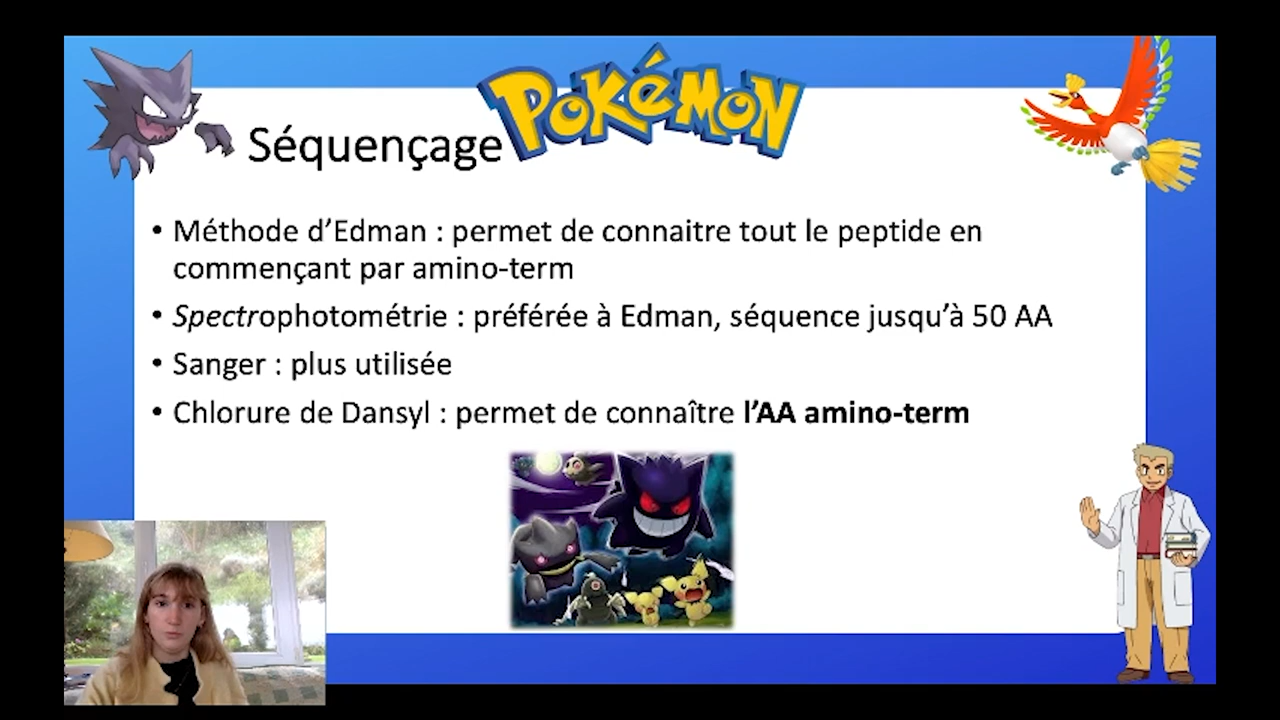 POKéMON
Séquençage
• Méthode d’Edman : permet de connaitre tout le peptide en
commençant par amino-term
• Spectrophotométrie : préférée à Edman, séquence jusqu’à 50 AA
• Sanger : plus utilisée
• Chlorure de Dansyl : permet de connaître l’AA amino-term